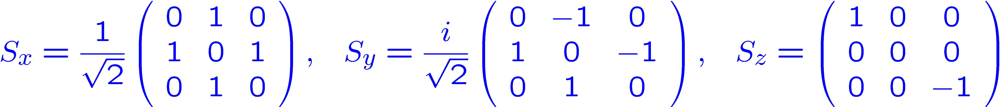 S_x = \frac{1}{\sqrt{2}} \begin{pmatrix} 0 & 1 & 0 \\ 1 & 0 & 1 \\ 0 & 1 & 0 \end{pmatrix}, \quad S_y = \frac{i}{\sqrt{2}} \begin{pmatrix} 0 & -1 & 0 \\ 1 & 0 & -1 \\ 0 & 1 & 0 \end{pmatrix}, \quad S_z = \begin{pmatrix} 1 & 0 & 0 \\ 0 & 0 & 0 \\ 0 & 0 & -1 \end{pmatrix}